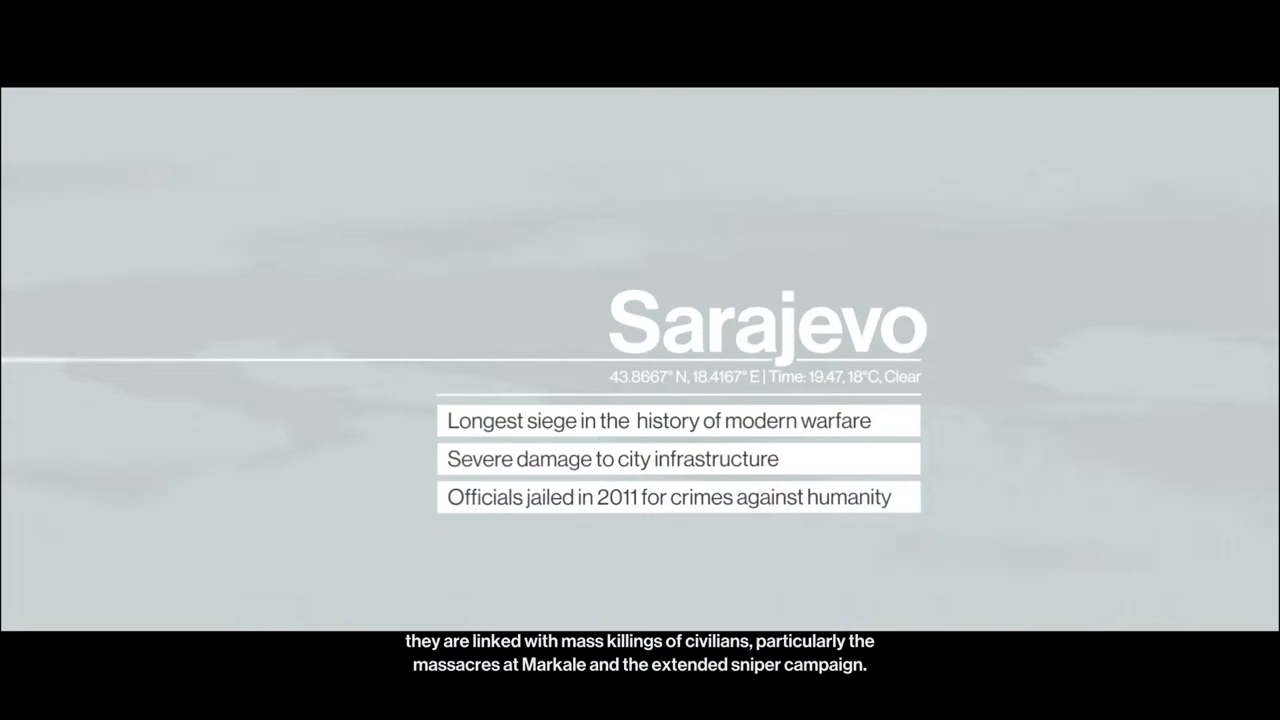 Sarajevo
43.8667° N, 18.4167° E | Time: 19.47, 18°C, Clear
Longest siege in the history of modern warfare
Severe damage to city infrastructure
Officials jailed in 2011 for crimes against humanity
they are linked with mass killings of civilians, particularly the
massacres at Markale and the extended sniper campaign.